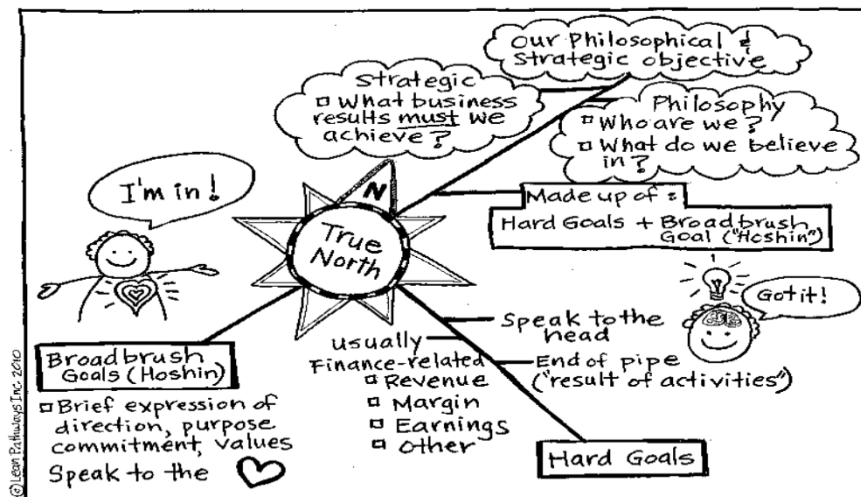 Our Philosophical &
Strategic objective
Strategic
What business
results must we
achieve?
Philosophy
Who are we?
What do we believe
in?
I'm in!
N
True
North
Made up of:
Hard Goals + Broadbrush
Goal ("Hoshin")
Got it!
Speak to the
head
usually
Finance-related
Revenue
Margin
Earnings
Other
End of pipe
("result of activities")
Hard Goals
Broadbrush
Goals (Hoshin)
Brief expression of
direction, purpose
commitment, values
Speak to the
© Lean Pathways Inc 2010